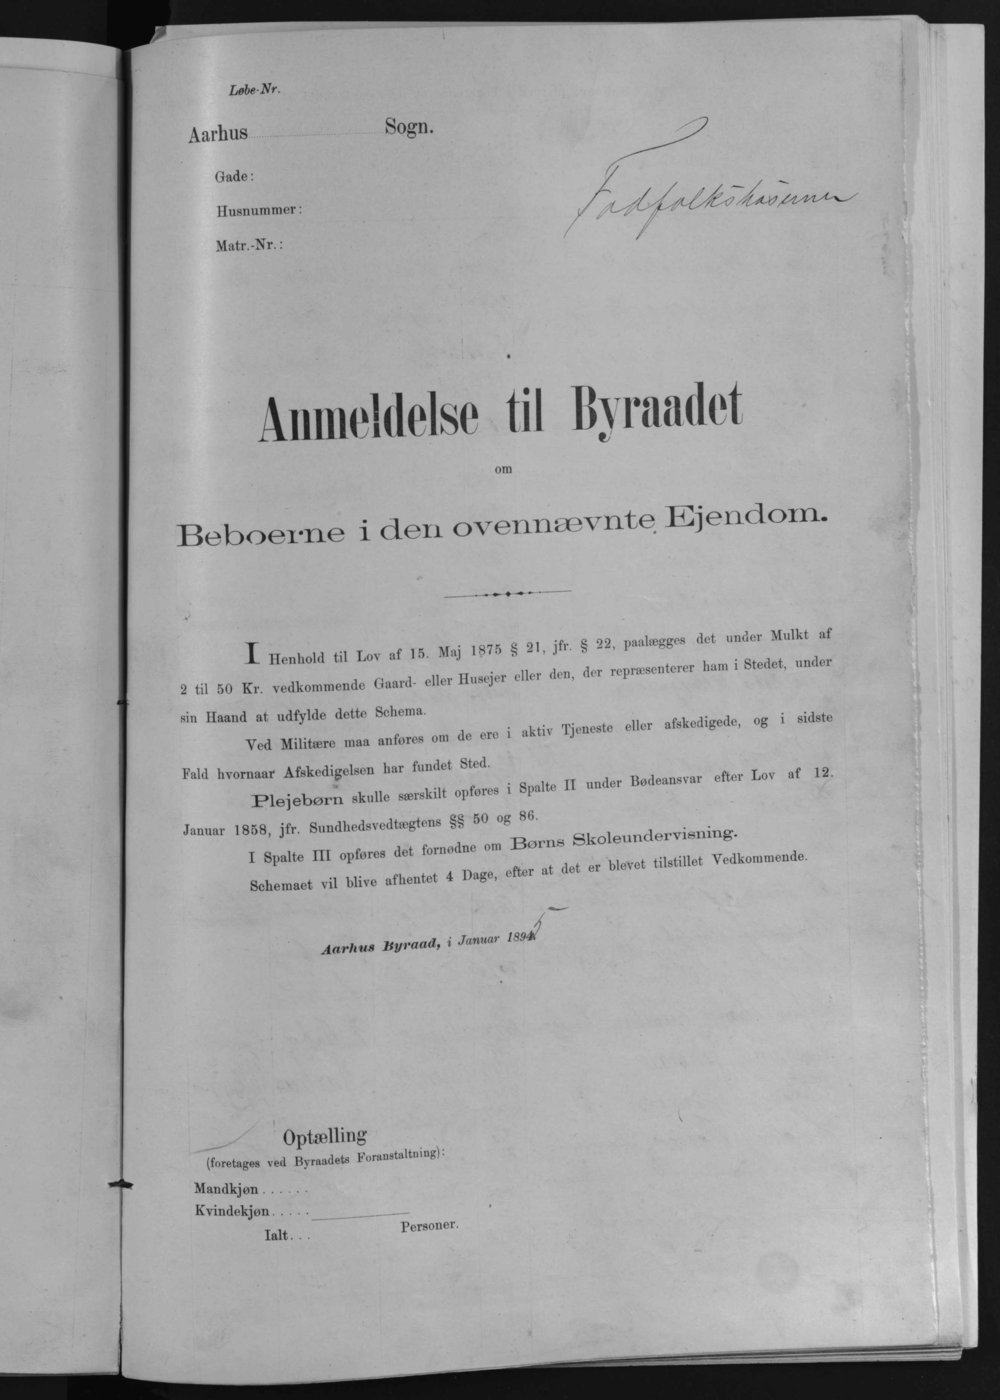 Løbe-Nr.
Aarhus Sogn.
Gade:
Husnummer:
Matr.-Nr.:
Fodfolkskasernen
Anmeldelse til Byraadet
om
Beboerne i den ovennævnte Ejendom.
I Henhold til Lov af 15. Maj 1875 § 21, jfr. § 22, paalægges det under Mulkt af
2 til 50 Kr. vedkommende Gaard- eller Husejer eller den, der repræsenterer ham i Stedet, under
sin Haand at udfylde dette Schema.
Ved Militære maa anføres om de ere i aktiv Tjeneste eller afskedigede, og i sidste
Fald hvornaar Afskedigelsen har fundet Sted.
Plejebørn skulle særskilt opføres i Spalte II under Bødeansvar efter Lov af 12.
Januar 1858, jfr. Sundhedsvedtægtens §§ 50 og 86.
I Spalte III opføres det fornødne om Børns Skoleundervisning.
Schemaet vil blive afhentet 4 Dage, efter at det er blevet tilstillet Vedkommende.
Aarhus Byraad, i Januar 1895
Optælling
(foretages ved Byraadets Foranstaltning):
Mandkjøn . . . . . .
Kvindekjøn . . . . .
Ialt . . . Personer.